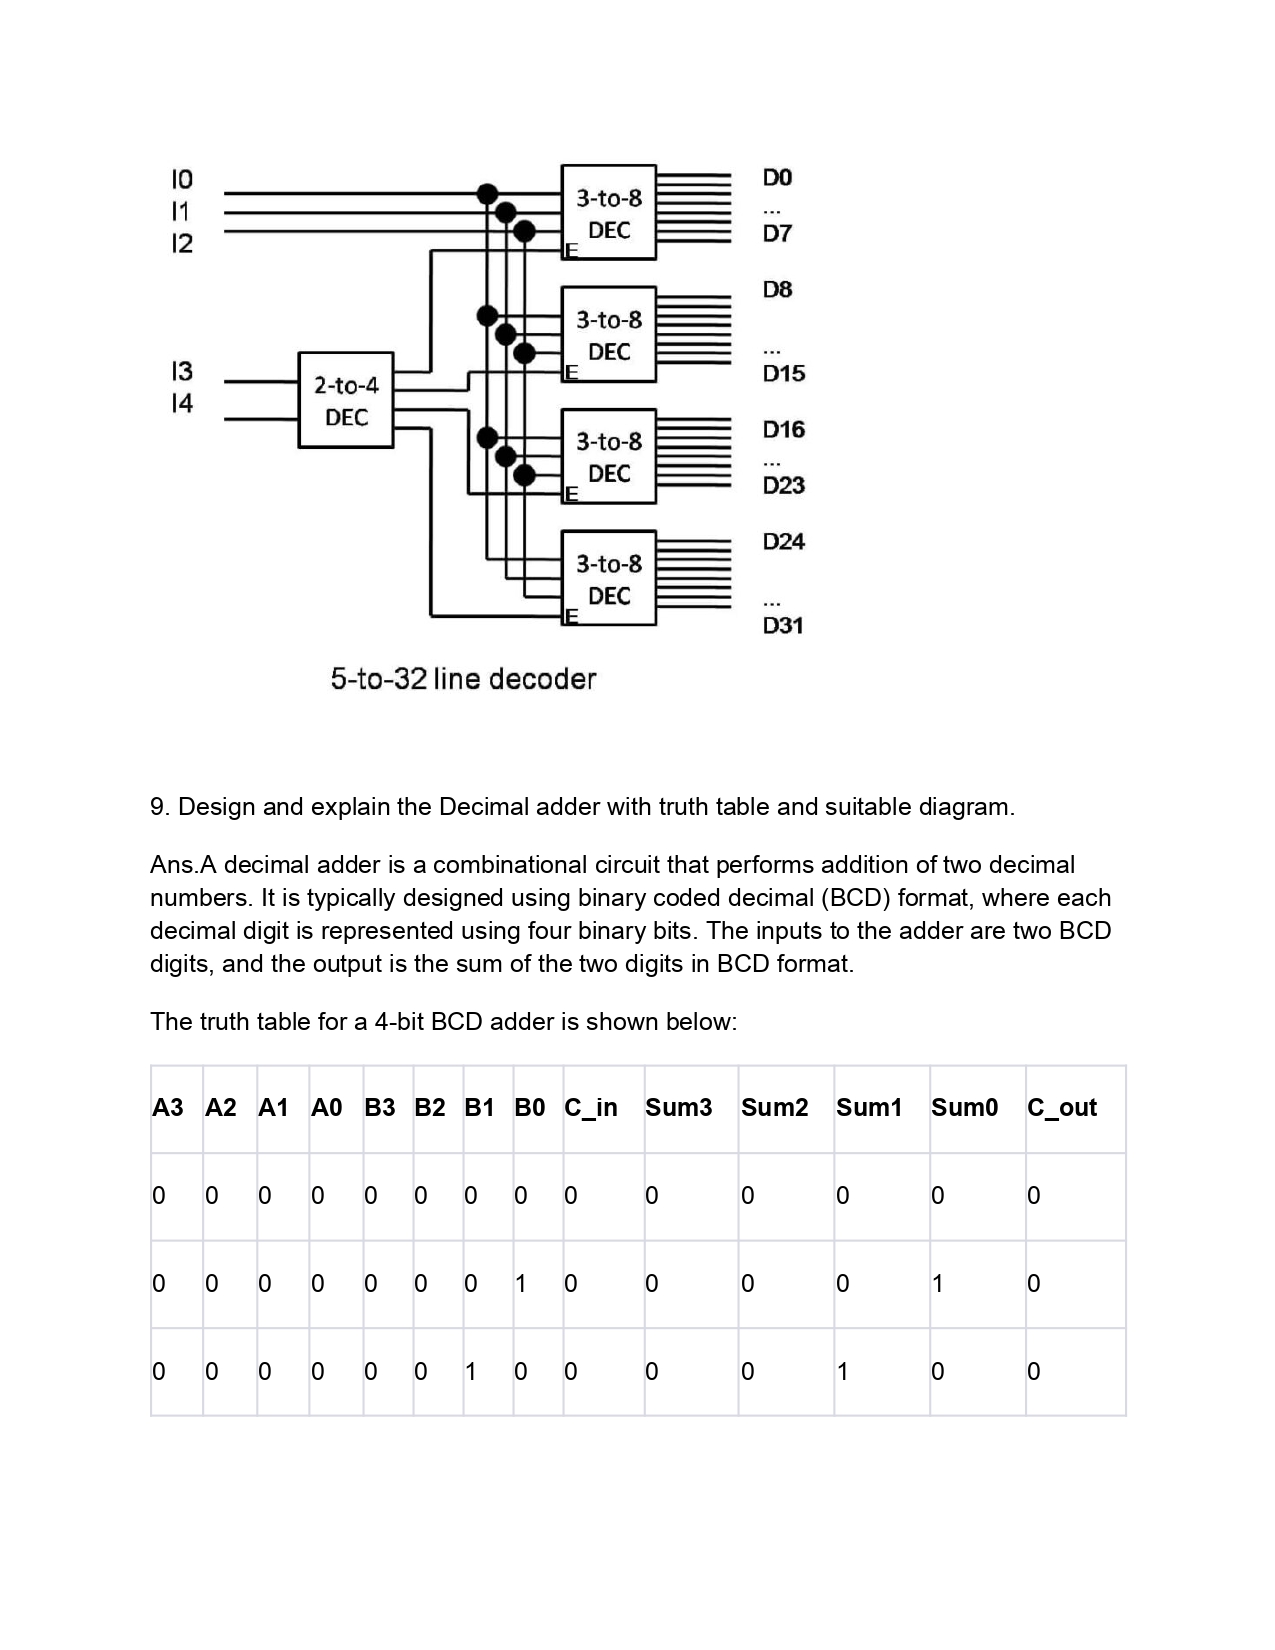 I0
I1
I2
I3
I4
2-to-4
DEC
3-to-8
DEC
E
3-to-8
DEC
E
3-to-8
DEC
E
3-to-8
DEC
E
D0
...
D7
D8
...
D15
D16
...
D23
D24
...
D31
5-to-32 line decoder
9. Design and explain the Decimal adder with truth table and suitable diagram.
Ans.A decimal adder is a combinational circuit that performs addition of two decimal
numbers. It is typically designed using binary coded decimal (BCD) format, where each
decimal digit is represented using four binary bits. The inputs to the adder are two BCD
digits, and the output is the sum of the two digits in BCD format.
The truth table for a 4-bit BCD adder is shown below:
A3 A2 A1 A0 B3 B2 B1 B0 C_in Sum3 Sum2 Sum1 Sum0 C_out
0 0 0 0 0 0 0 0 0 0 0 0 0 0
0 0 0 0 0 0 0 1 0 0 0 0 1 0
0 0 0 0 0 0 1 0 0 0 0 1 0 0